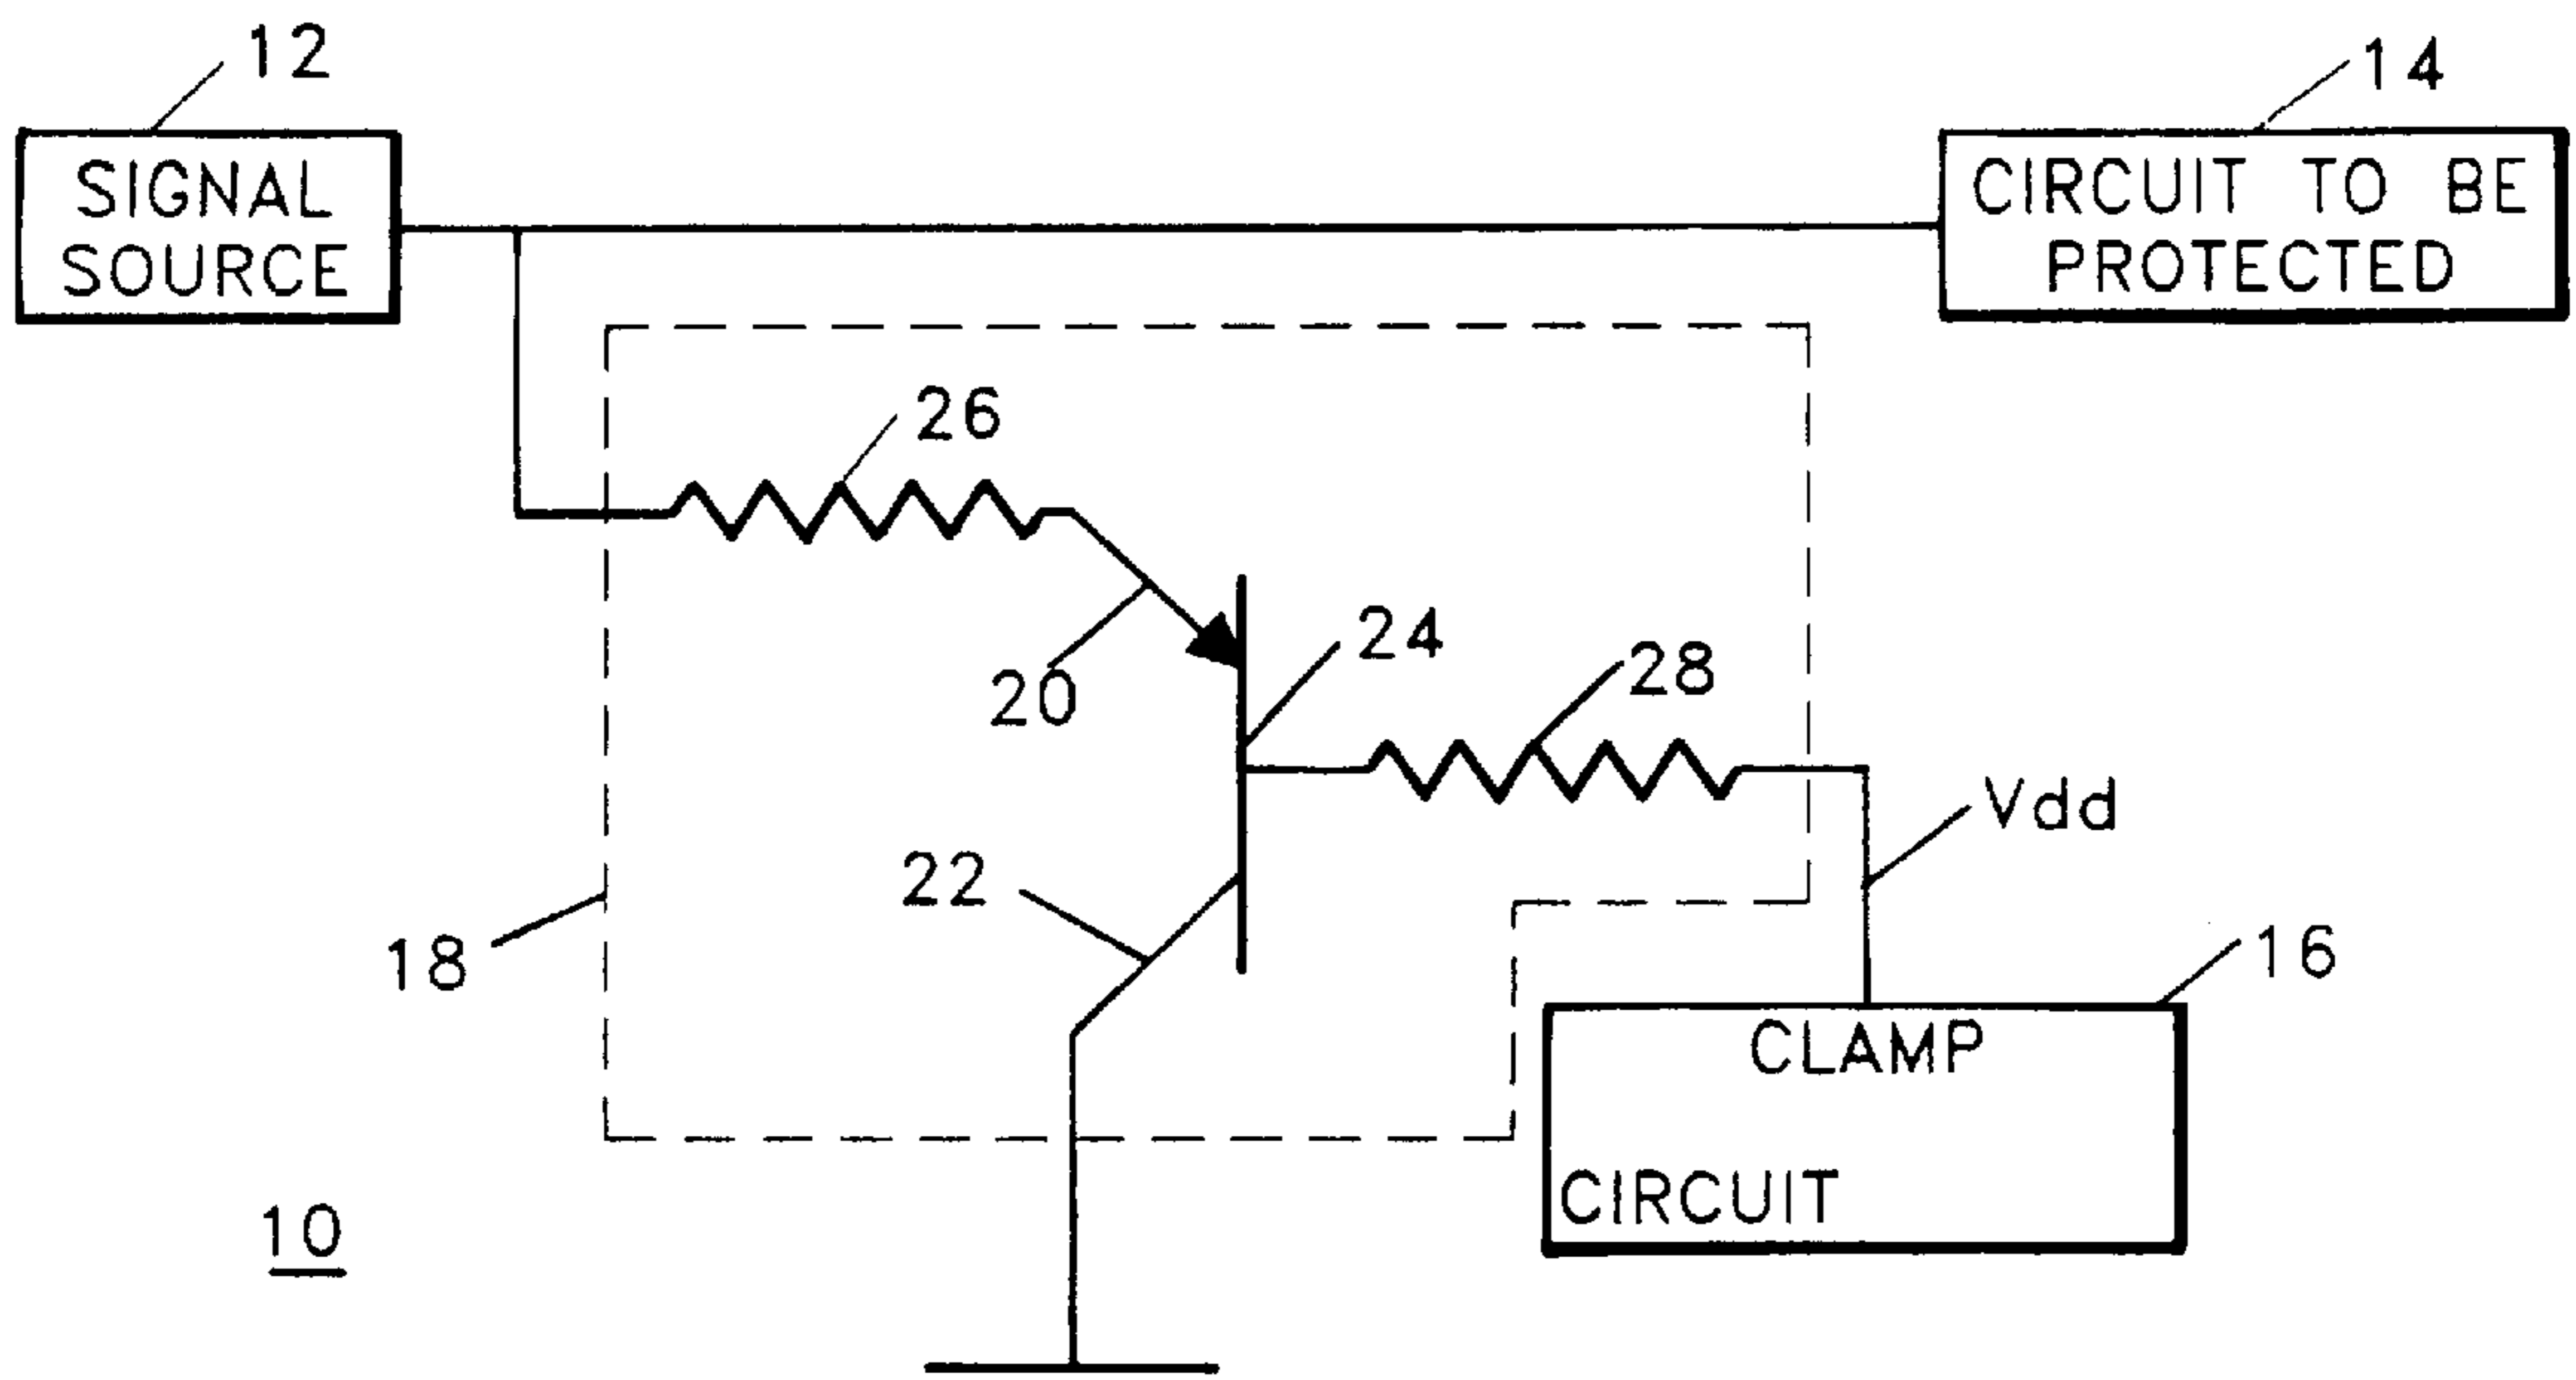 12
14
SIGNAL
SOURCE
CIRCUIT TO BE
PROTECTED
26
24
28
20
Vdd
22
18
16
CLAMP
CIRCUIT
10